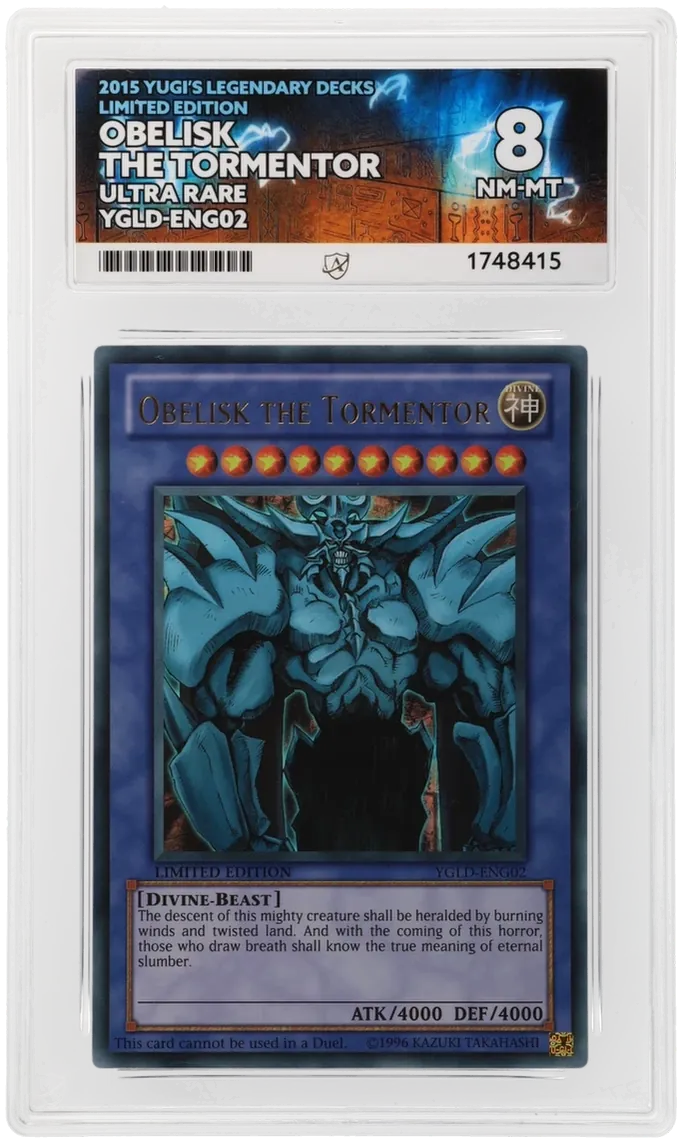 2015 YUGI'S LEGENDARY DECKS
LIMITED EDITION
OBELISK
THE TORMENTOR
ULTRA RARE
YGLD-ENG02
8
NM-MT
A
1748415
OBELISK THE TORMENTOR
DIVINE
神
LIMITED EDITION
YGLD-ENG02
[DIVINE-BEAST]
The descent of this mighty creature shall be heralded by burning
winds and twisted land. And with the coming of this horror,
those who draw breath shall know the true meaning of eternal
slumber.
ATK/4000 DEF/4000
This card cannot be used in a Duel. ©1996 KAZUKI TAKAHASHI